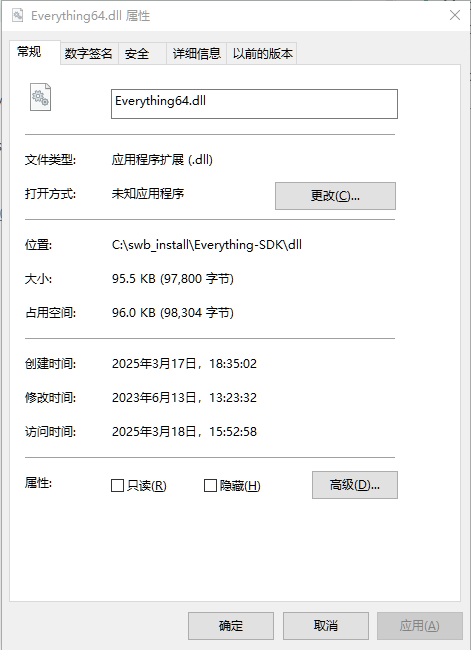 Everything64.dll 属性
常规 数字签名 安全 详细信息 以前的版本
Everything64.dll
文件类型: 应用程序扩展 (.dll)
打开方式: 未知应用程序 更改(C)...
位置: C:\swb_install\Everything-SDK\dll
大小: 95.5 KB (97,800 字节)
占用空间: 96.0 KB (98,304 字节)
创建时间: 2025年3月17日，18:35:02
修改时间: 2023年6月13日，13:23:32
访问时间: 2025年3月18日，15:52:58
属性: 只读(R) 隐藏(H) 高级(D)...
确定 取消 应用(A)